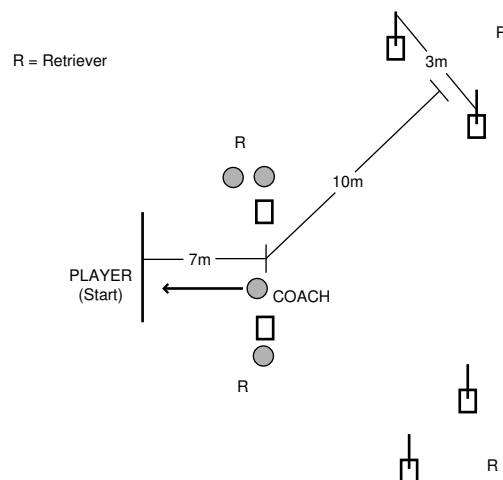 R = Retriever
R
3m
R
10m
7m
PLAYER
(Start)
COACH
R
R